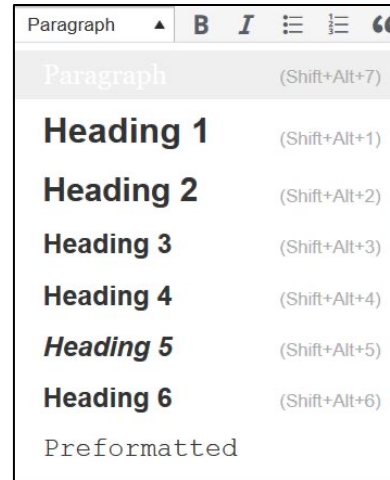 Paragraph ▲ B I
Paragraph (Shift+Alt+7)
Heading 1 (Shift+Alt+1)
Heading 2 (Shift+Alt+2)
Heading 3 (Shift+Alt+3)
Heading 4 (Shift+Alt+4)
Heading 5 (Shift+Alt+5)
Heading 6 (Shift+Alt+6)
Preformatted